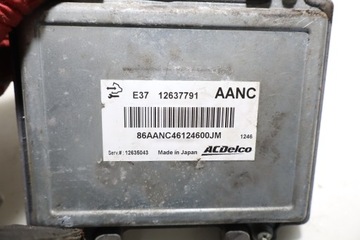 E37 12637791 AANC
86AANC46124600JM
1246
Serv.#: 12635043 Made in Japan ACDelco